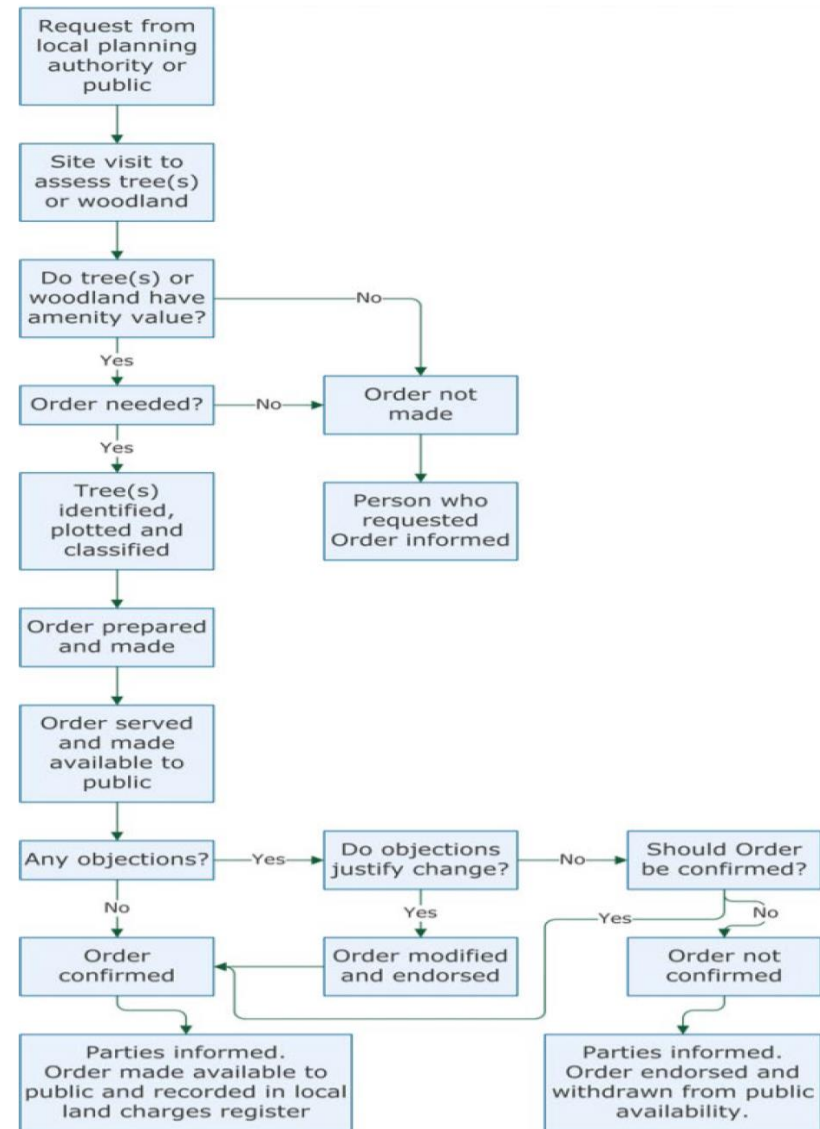 Request from
local planning
authority or
public
Site visit to
assess tree(s)
or woodland
Do tree(s) or
woodland have
amenity value?
No
Yes
Order needed?
No
Order not
made
Yes
Tree(s)
identified,
plotted and
classified
Person who
requested
Order informed
Order prepared
and made
Order served
and made
available to
public
Any objections?
Yes
Do objections
justify change?
No
Should Order
be confirmed?
No
Yes
Yes
No
Order
confirmed
Order modified
and endorsed
Order not
confirmed
Parties informed.
Order made available to
public and recorded in local
land charges register
Parties informed.
Order endorsed and
withdrawn from public
availability.